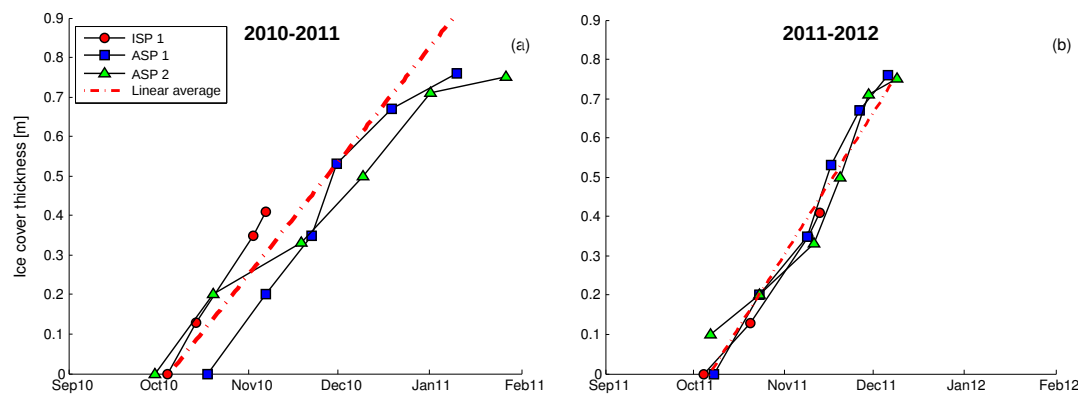 0.9
0.8
0.7
0.6
0.5
0.4
0.3
0.2
0.1
0
Ice cover thickness [m]
ISP 1
ASP 1
ASP 2
Linear average
2010-2011
(a)
Sep10 Oct10 Nov10 Dec10 Jan11 Feb11
0.9
0.8
0.7
0.6
0.5
0.4
0.3
0.2
0.1
0
2011-2012
(b)
Sep11 Oct11 Nov11 Dec11 Jan12 Feb12